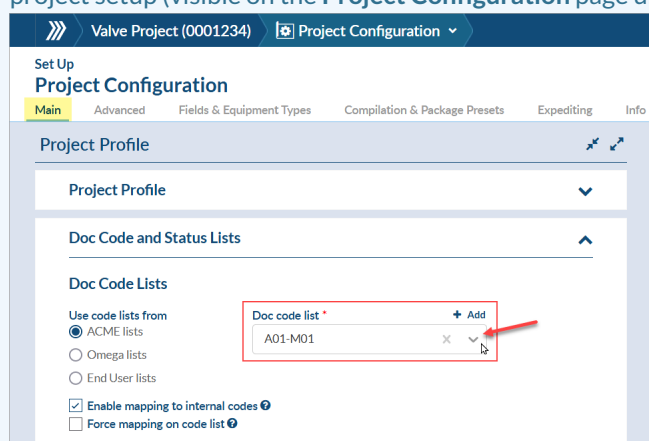 project setup (visible on the Project Configuration page u
Valve Project (0001234) Project Configuration
Set Up
Project Configuration
Main Advanced Fields & Equipment Types Compilation & Package Presets Expediting Info
Project Profile
Project Profile
Doc Code and Status Lists
Doc Code Lists
Use code lists from Doc code list * + Add
ACME lists A01-M01
Omega lists
End User lists
Enable mapping to internal codes
Force mapping on code list